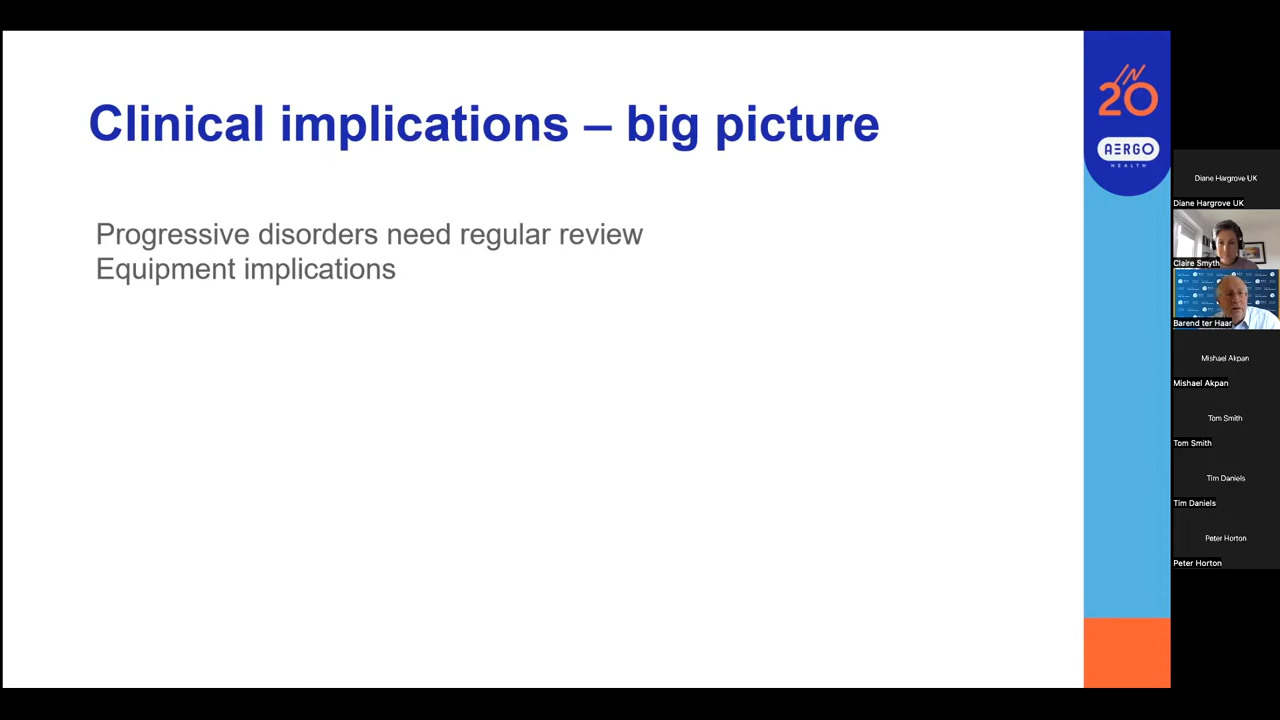 Clinical implications – big picture
Progressive disorders need regular review
Equipment implications
IN
20
AERGO
HEALTH
Diane Hargrove UK
Diane Hargrove UK
Claire Smyth
Barend ter Haar
Mishael Akpan
Mishael Akpan
Tom Smith
Tom Smith
Tim Daniels
Tim Daniels
Peter Horton
Peter Horton